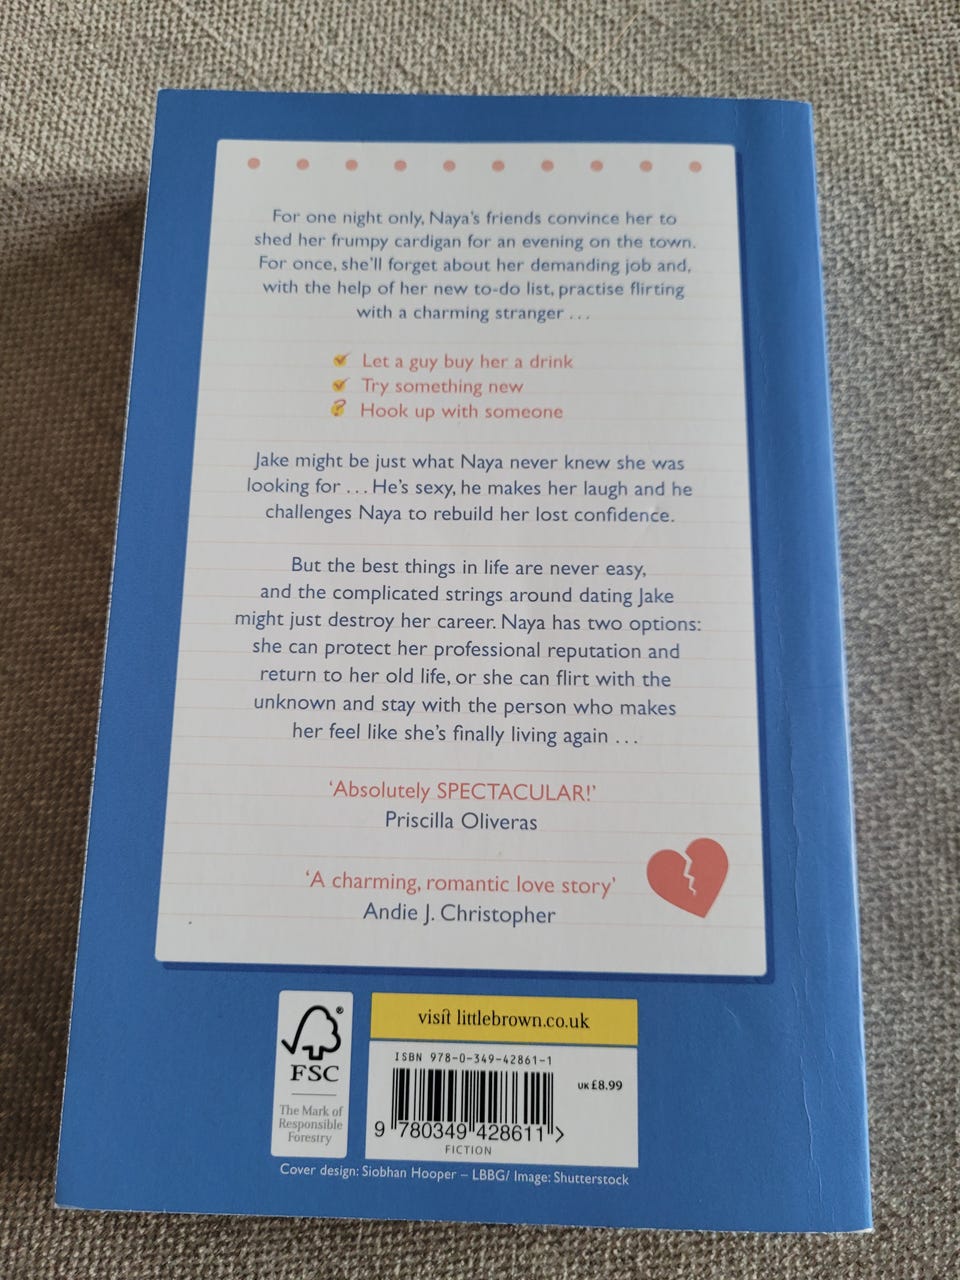 For one night only, Naya's friends convince her to
shed her frumpy cardigan for an evening on the town.
For once, she'll forget about her demanding job and,
with the help of her new to-do list, practise flirting
with a charming stranger ...
Let a guy buy her a drink
Try something new
Hook up with someone
Jake might be just what Naya never knew she was
looking for ... He's sexy, he makes her laugh and he
challenges Naya to rebuild her lost confidence.
But the best things in life are never easy,
and the complicated strings around dating Jake
might just destroy her career. Naya has two options:
she can protect her professional reputation and
return to her old life, or she can flirt with the
unknown and stay with the person who makes
her feel like she's finally living again ...
'Absolutely SPECTACULAR!'
Priscilla Oliveras
'A charming, romantic love story'
Andie J. Christopher
®
FSC
The Mark of
Responsible
Forestry
visit littlebrown.co.uk
ISBN 978-0-349-42861-1
UK £8.99
9 780349 428611 >
FICTION
Cover design: Siobhan Hooper – LBBG/ Image: Shutterstock